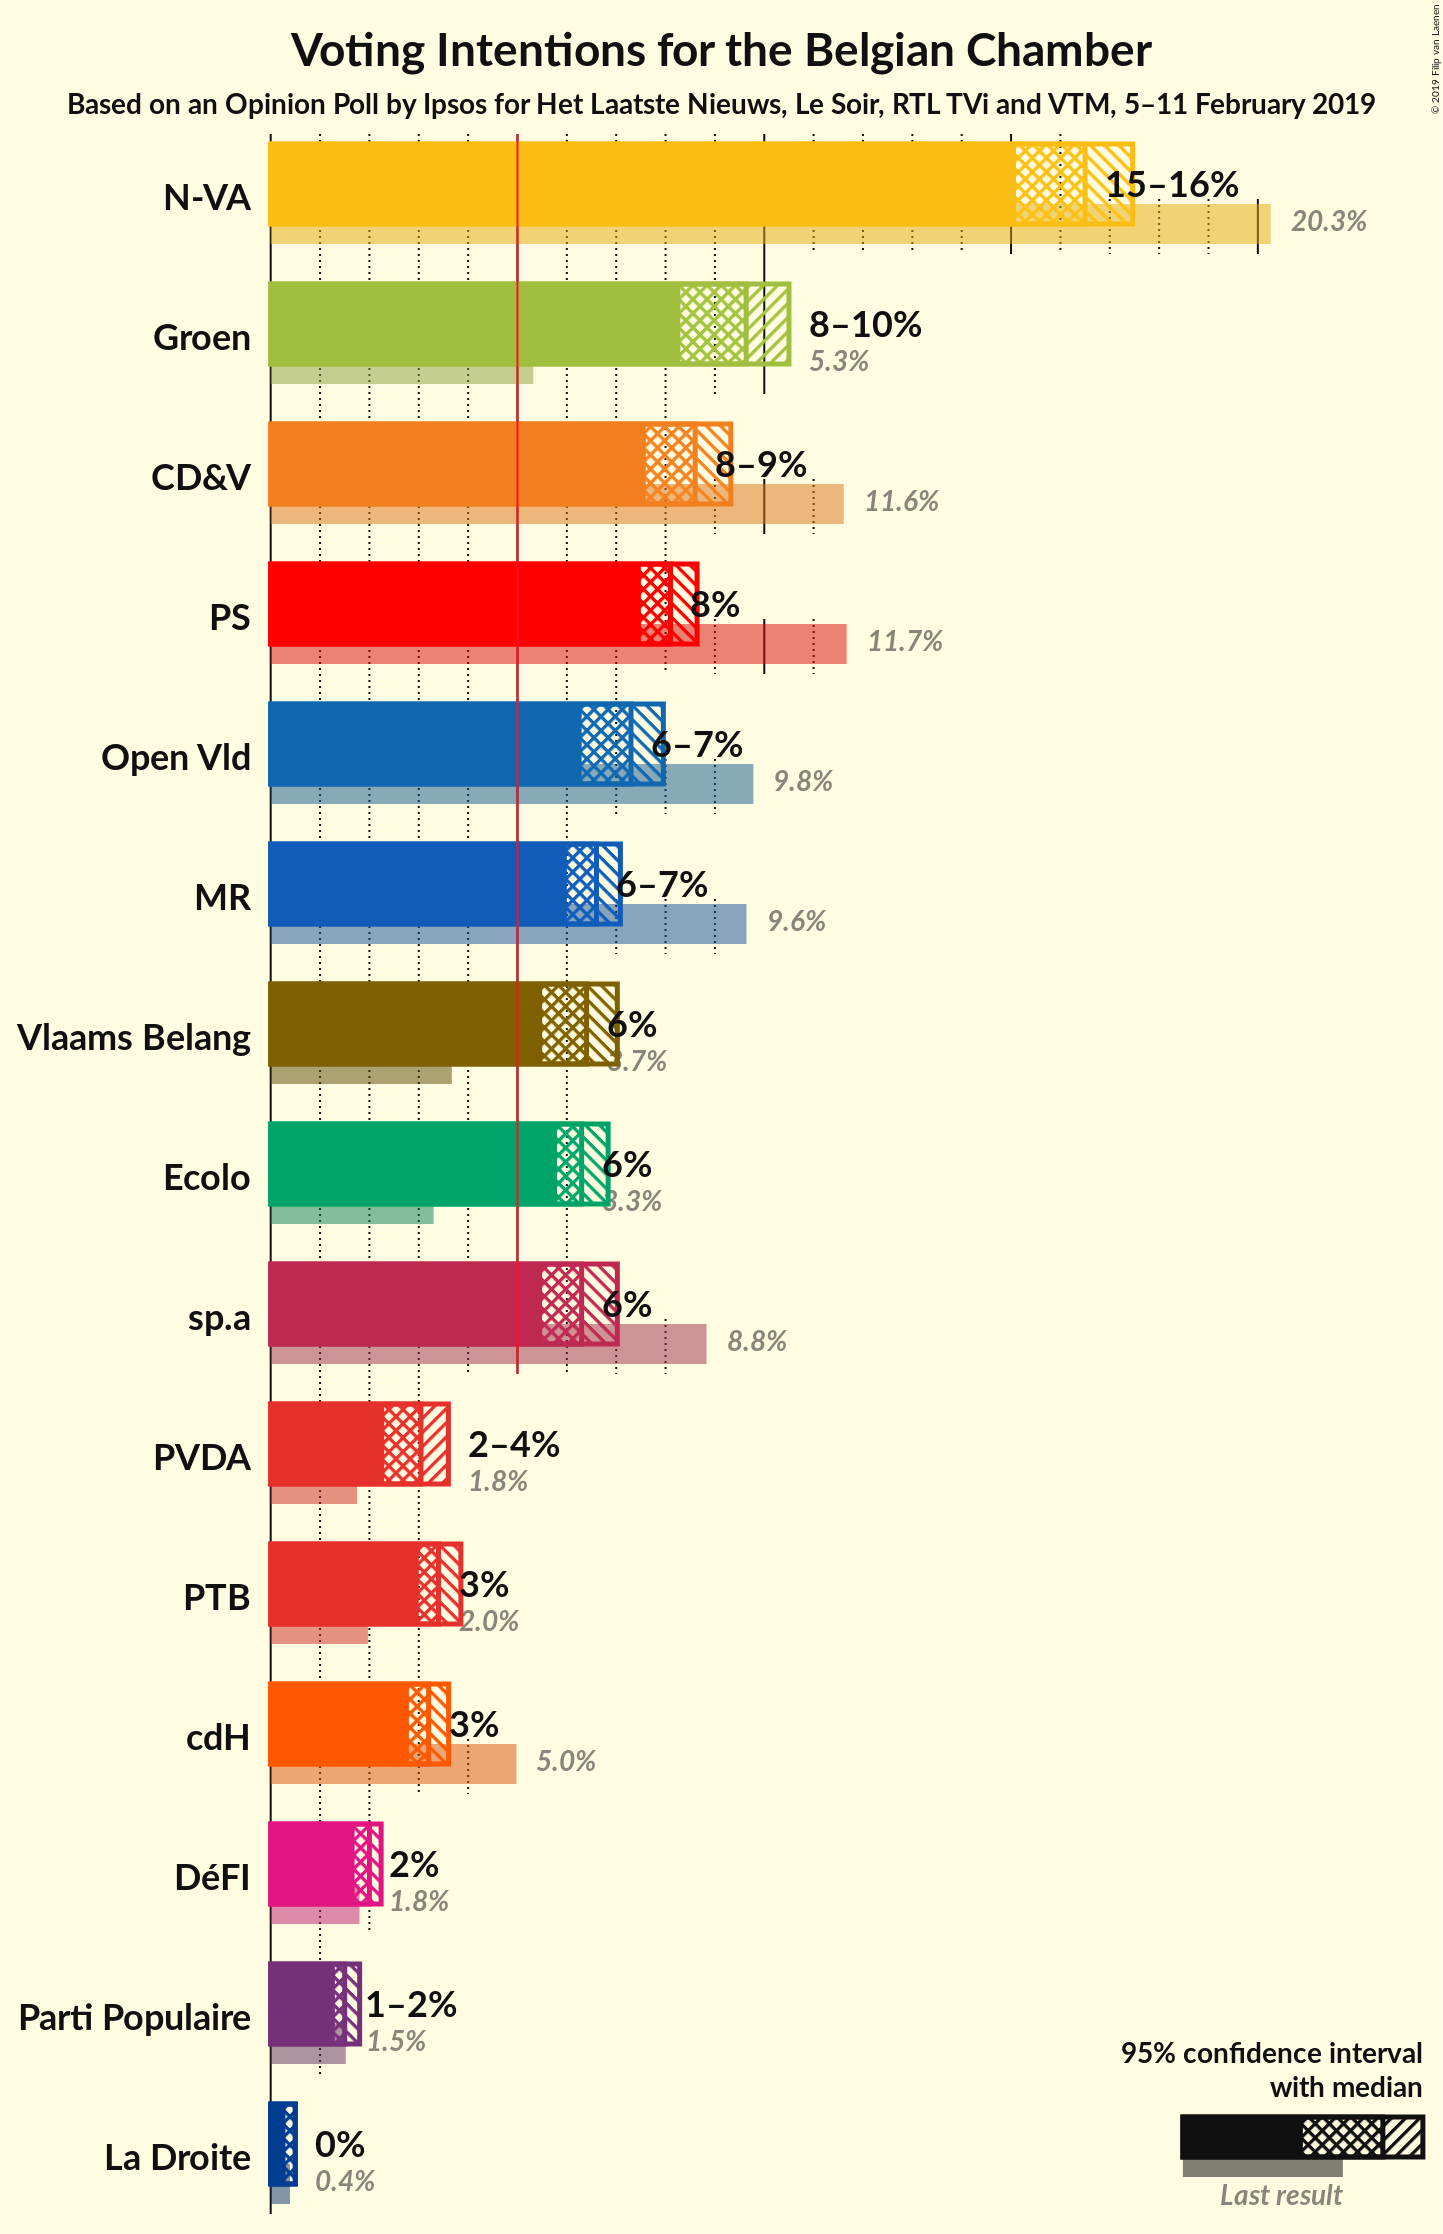 © 2019 Filip van Laenen
Voting Intentions for the Belgian Chamber
Based on an Opinion Poll by Ipsos for Het Laatste Nieuws, Le Soir, RTL TVi and VTM, 5–11 February 2019
N-VA
15–16%
20.3%
Groen
8–10%
5.3%
CD&V
8–9%
11.6%
PS
8%
11.7%
Open Vld
6–7%
9.8%
MR
6–7%
9.6%
Vlaams Belang
6%
3.7%
Ecolo
6%
3.3%
sp.a
6%
8.8%
PVDA
2–4%
1.8%
PTB
3%
2.0%
cdH
3%
5.0%
DéFI
2%
1.8%
Parti Populaire
1–2%
1.5%
La Droite
0%
0.4%
95% confidence interval
with median
Last result